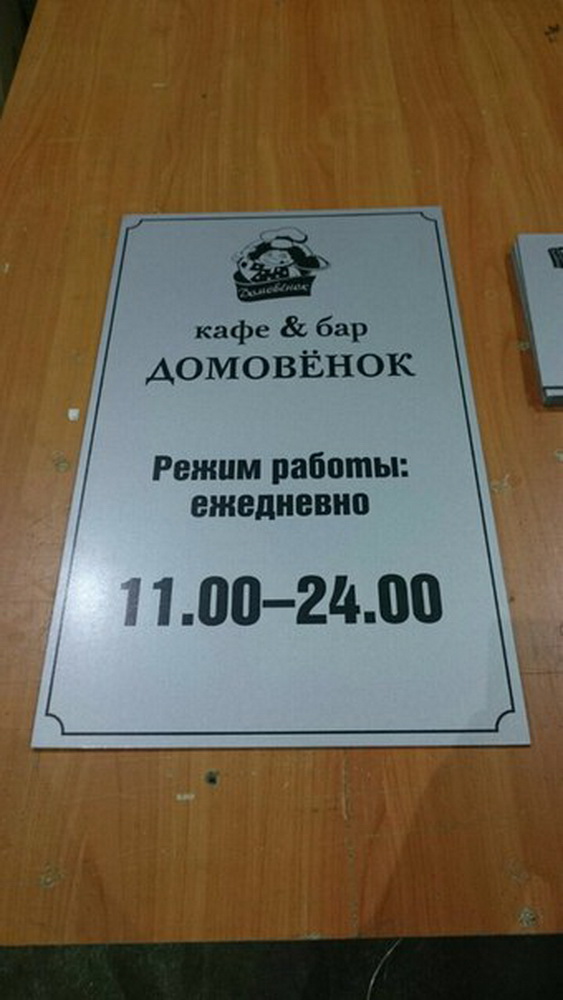 Домовёнок
кафе & бар
ДОМОВЁНОК
Режим работы:
ежедневно
11.00–24.00